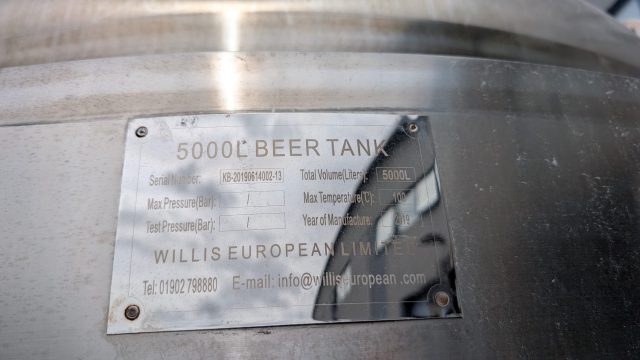 5000L BEER TANK
Serial Number: KB-20190614002-13 Total Volume(Liters): 5000L
Max Pressure(Bar): / Max Temperature(℃): 100
Test Pressure(Bar): / Year of Manufacture: 2019
WILLIS EUROPEAN LIMITED
Tel: 01902 798880 E-mail: info@williseuropean.com